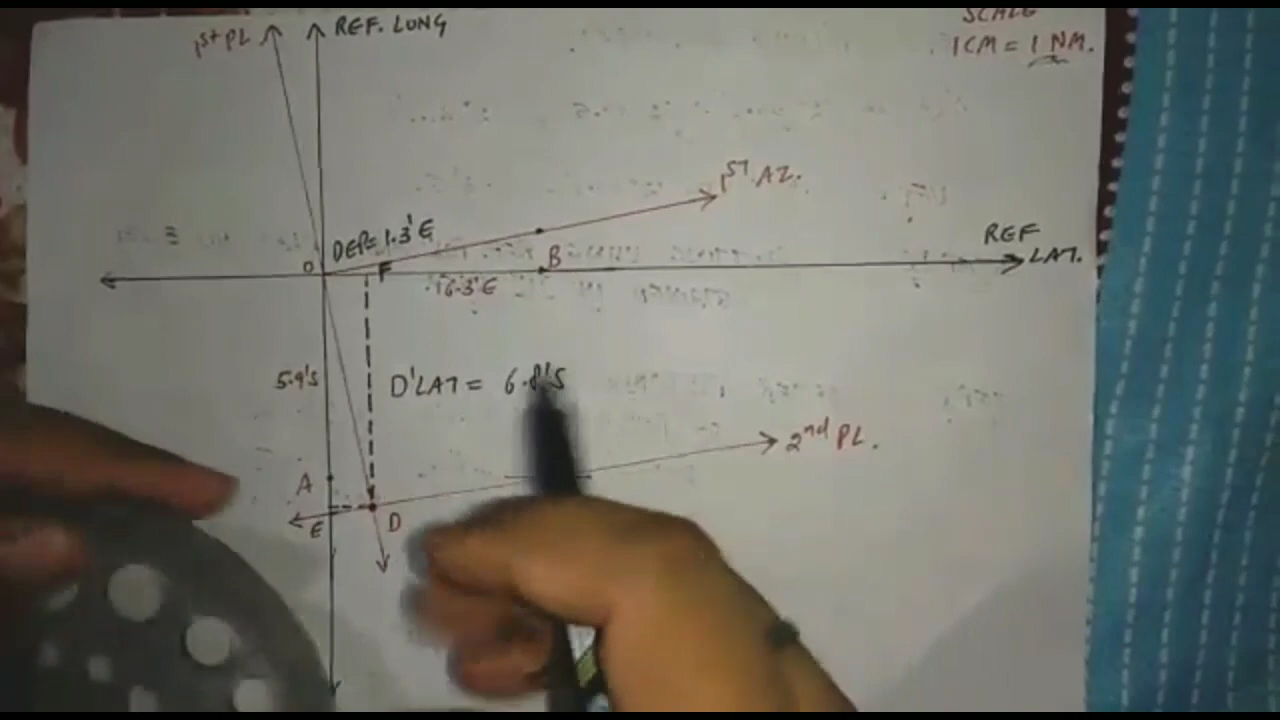 SCALE
1CM = 1 NM.
1st PL
REF. LONG
1ST AZ.
DEP= 1.3'E
REF
LAT.
O
F
B
6.3'E
5.9'S
D'LAT = 6.8'S
2nd PL.
A
E
D